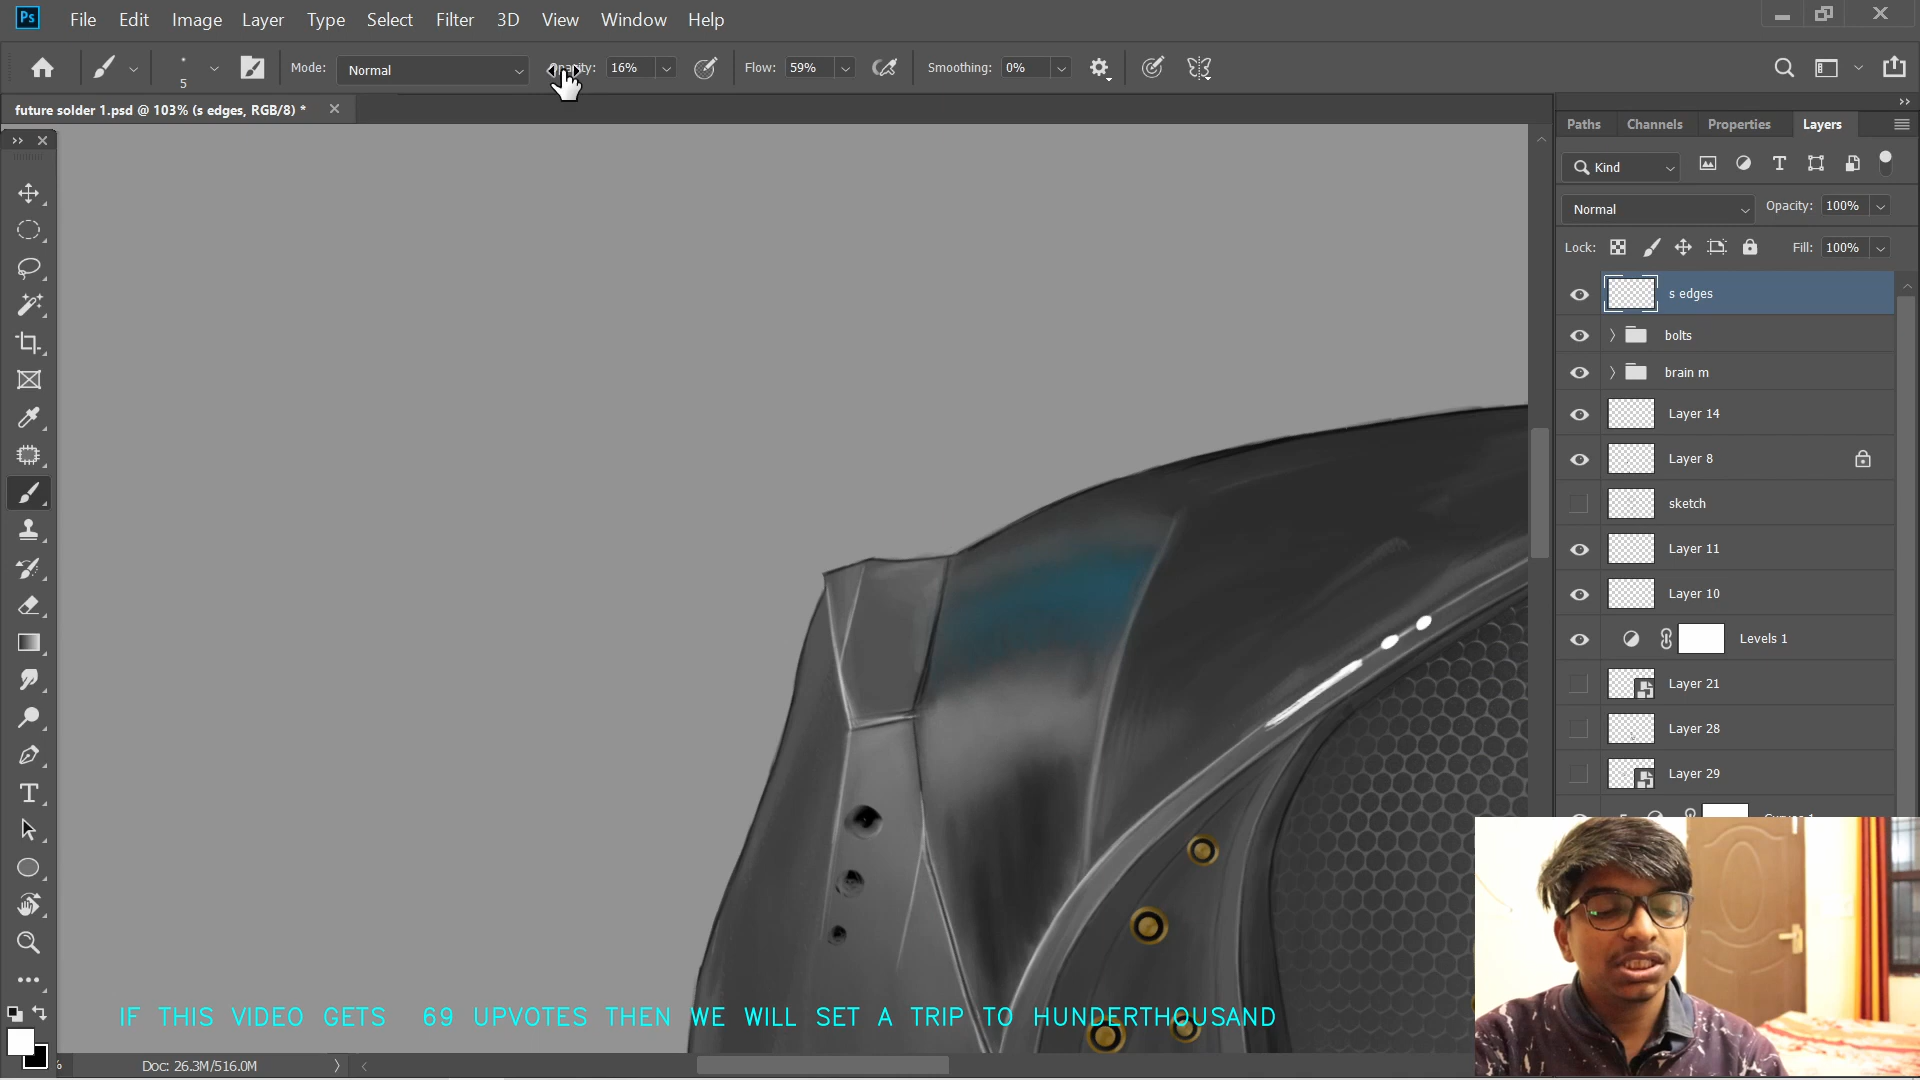 Ps File Edit Image Layer Type Select Filter 3D View Window Help
5 Mode: Normal Opacity: 16% Flow: 59% Smoothing: 0%
future solder 1.psd @ 103% (s edges, RGB/8) *
Paths Channels Properties Layers
Kind
Normal Opacity: 100%
Lock: Fill: 100%
s edges
bolts
brain m
Layer 14
Layer 8
sketch
Layer 11
Layer 10
Levels 1
Layer 21
Layer 28
Layer 29
IF THIS VIDEO GETS 69 UPVOTES THEN WE WILL SET A TRIP TO HUNDERTHOUSAND
% Doc: 26.3M/516.0M